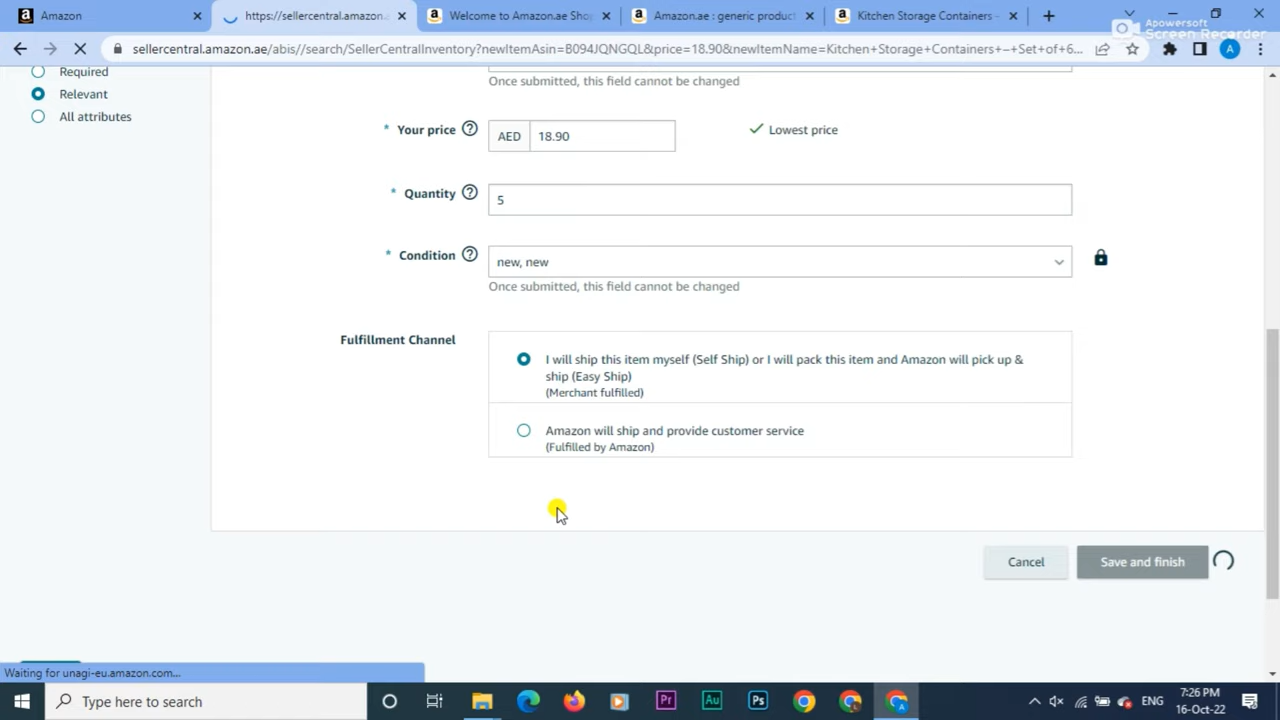 Amazon
https://sellercentral.amazon.
Welcome to Amazon.ae Sho
Amazon.ae : generic product
Kitchen Storage Containers –
Apowersoft
Screen Recorder
sellercentral.amazon.ae/abis//search/SellerCentralInventory?newItemAsin=B094JQNGQL&price=18.90&newItemName=Kitchen+Storage+Containers+–+Set+of+6...
A
Required
Relevant
All attributes
Once submitted, this field cannot be changed
* Your price ? AED 18.90 Lowest price
* Quantity ? 5
* Condition ? new, new
Once submitted, this field cannot be changed
Fulfillment Channel
I will ship this item myself (Self Ship) or I will pack this item and Amazon will pick up &
ship (Easy Ship)
(Merchant fulfilled)
Amazon will ship and provide customer service
(Fulfilled by Amazon)
Cancel Save and finish
Waiting for unagi-eu.amazon.com...
Type here to search
Pr
Au
Ps
A
ENG
7:26 PM
16-Oct-22